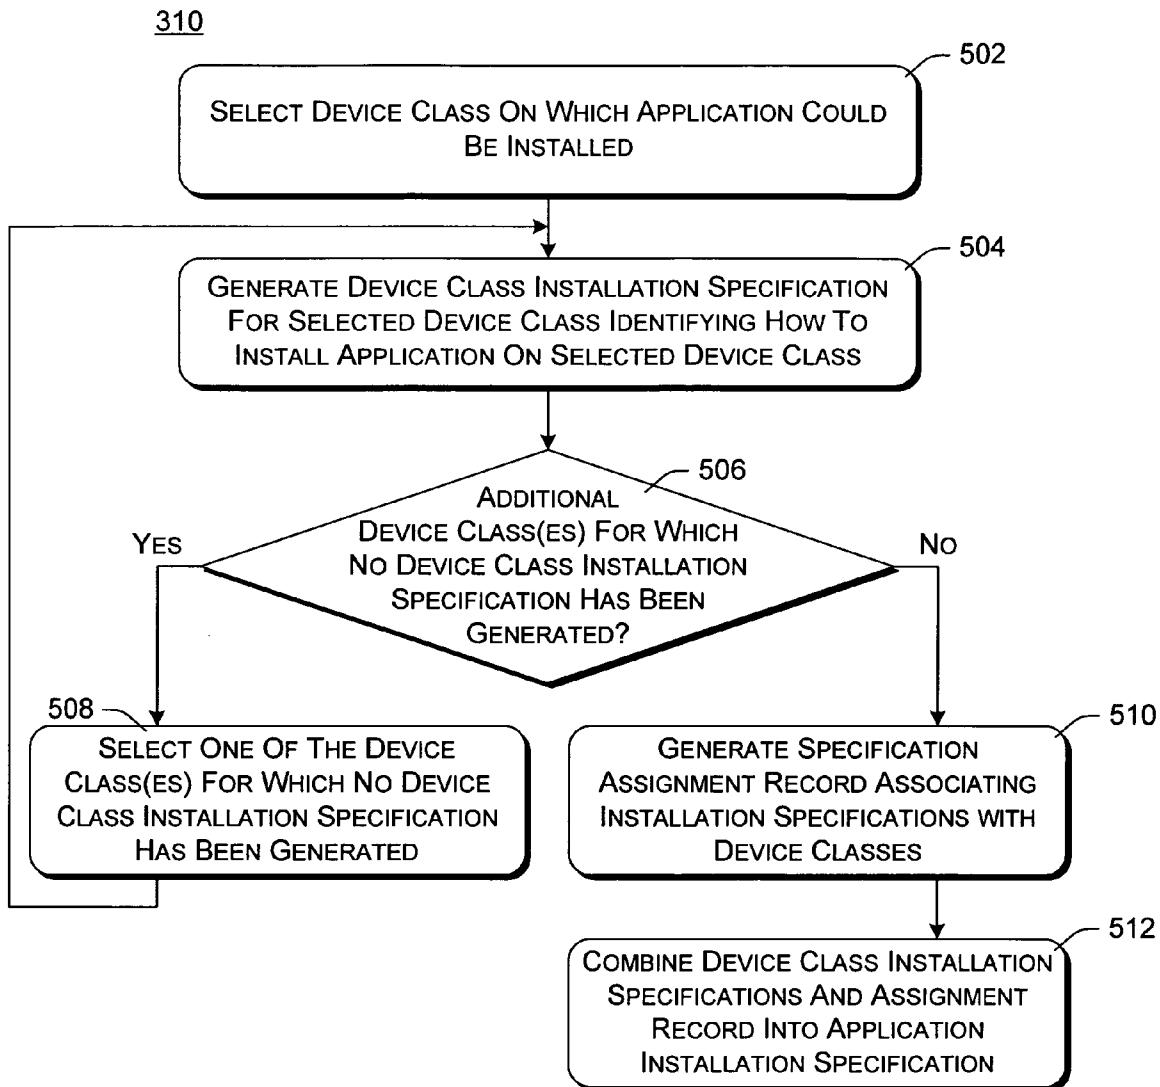 310
502
SELECT DEVICE CLASS ON WHICH APPLICATION COULD
BE INSTALLED
504
GENERATE DEVICE CLASS INSTALLATION SPECIFICATION
FOR SELECTED DEVICE CLASS IDENTIFYING HOW TO
INSTALL APPLICATION ON SELECTED DEVICE CLASS
506
ADDITIONAL
DEVICE CLASS(ES) FOR WHICH
NO DEVICE CLASS INSTALLATION
SPECIFICATION HAS BEEN
GENERATED?
YES
NO
508
SELECT ONE OF THE DEVICE
CLASS(ES) FOR WHICH NO DEVICE
CLASS INSTALLATION SPECIFICATION
HAS BEEN GENERATED
510
GENERATE SPECIFICATION
ASSIGNMENT RECORD ASSOCIATING
INSTALLATION SPECIFICATIONS WITH
DEVICE CLASSES
512
COMBINE DEVICE CLASS INSTALLATION
SPECIFICATIONS AND ASSIGNMENT
RECORD INTO APPLICATION
INSTALLATION SPECIFICATION